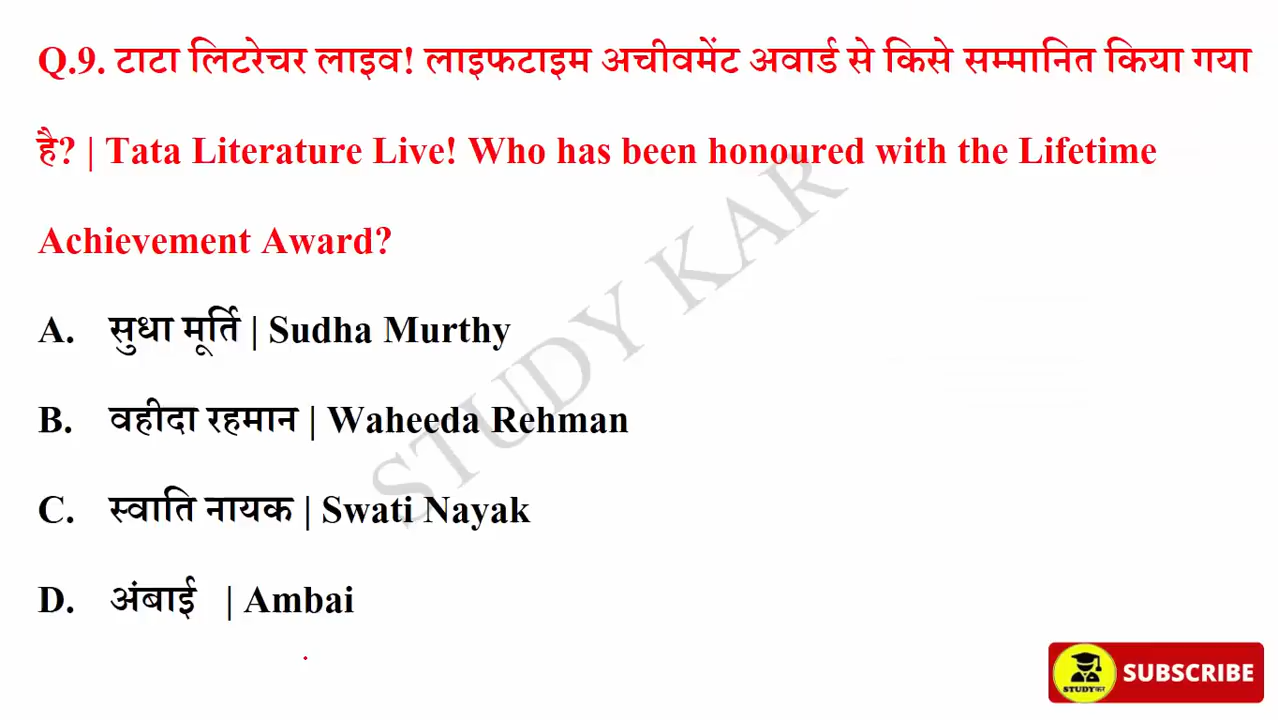 Q.9. टाटा लिटरेचर लाइव! लाइफटाइम अचीवमेंट अवार्ड से किसे सम्मानित किया गया
है? | Tata Literature Live! Who has been honoured with the Lifetime
Achievement Award?
A. सुधा मूर्ति | Sudha Murthy
B. वहीदा रहमान | Waheeda Rehman
C. स्वाति नायक | Swati Nayak
D. अंबाई | Ambai
STUDY KAR
STUDYकर
SUBSCRIBE